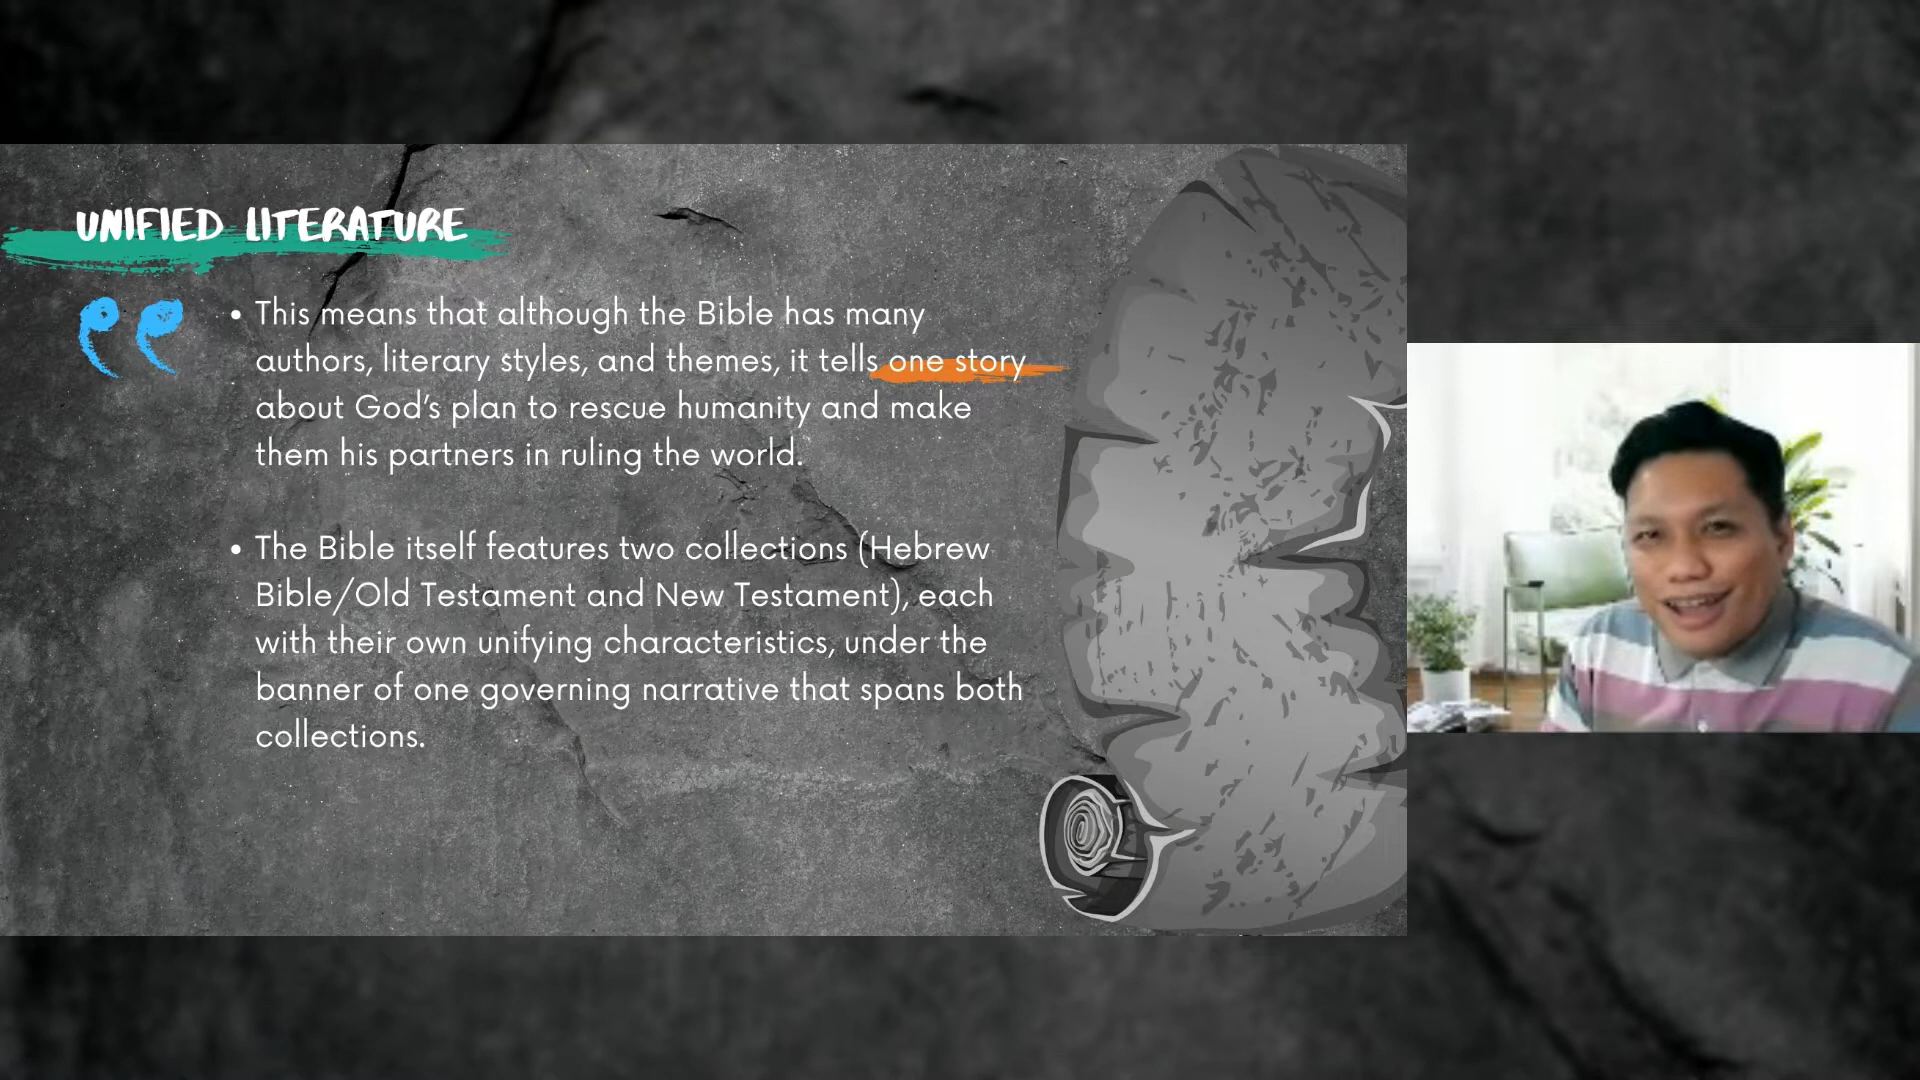 UNIFIED LITERATURE
• This means that although the Bible has many
authors, literary styles, and themes, it tells one story
about God's plan to rescue humanity and make
them his partners in ruling the world.
• The Bible itself features two collections (Hebrew
Bible/Old Testament and New Testament), each
with their own unifying characteristics, under the
banner of one governing narrative that spans both
collections.